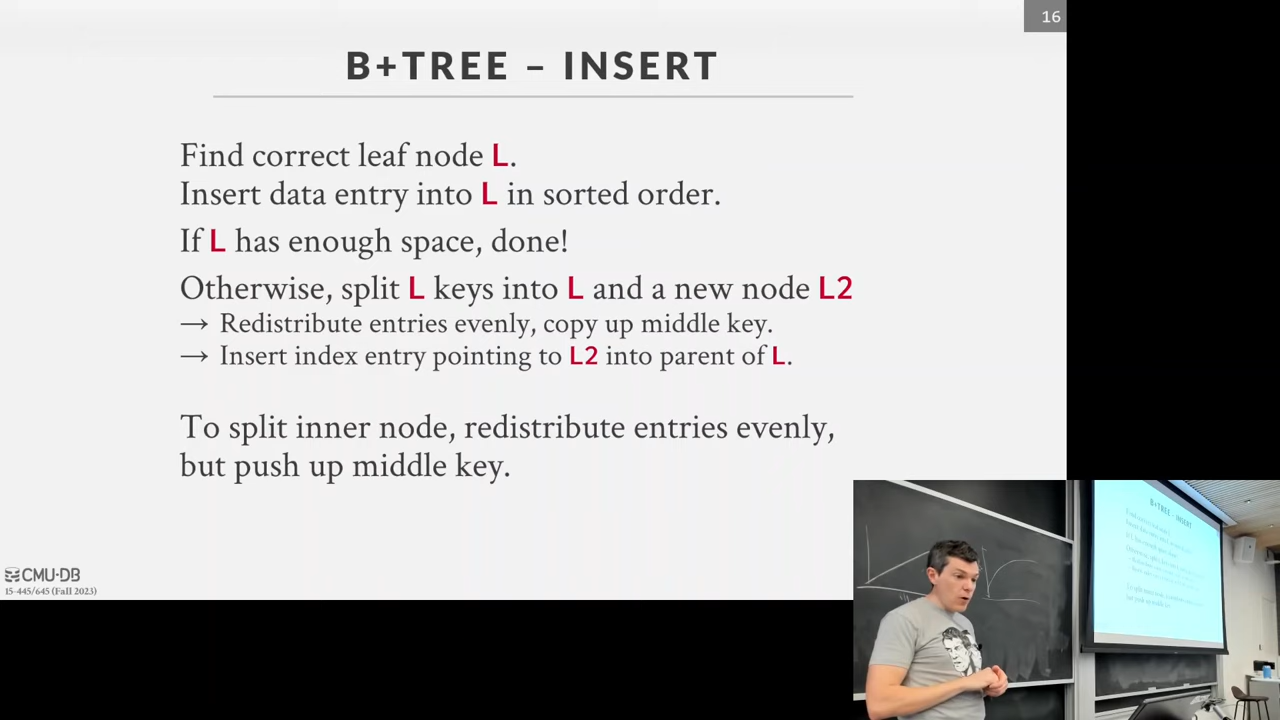 16
B+TREE – INSERT
Find correct leaf node L.
Insert data entry into L in sorted order.
If L has enough space, done!
Otherwise, split L keys into L and a new node L2
→ Redistribute entries evenly, copy up middle key.
→ Insert index entry pointing to L2 into parent of L.
To split inner node, redistribute entries evenly,
but push up middle key.
CMU·DB
15-445/645 (Fall 2023)
B+TREE – INSERT